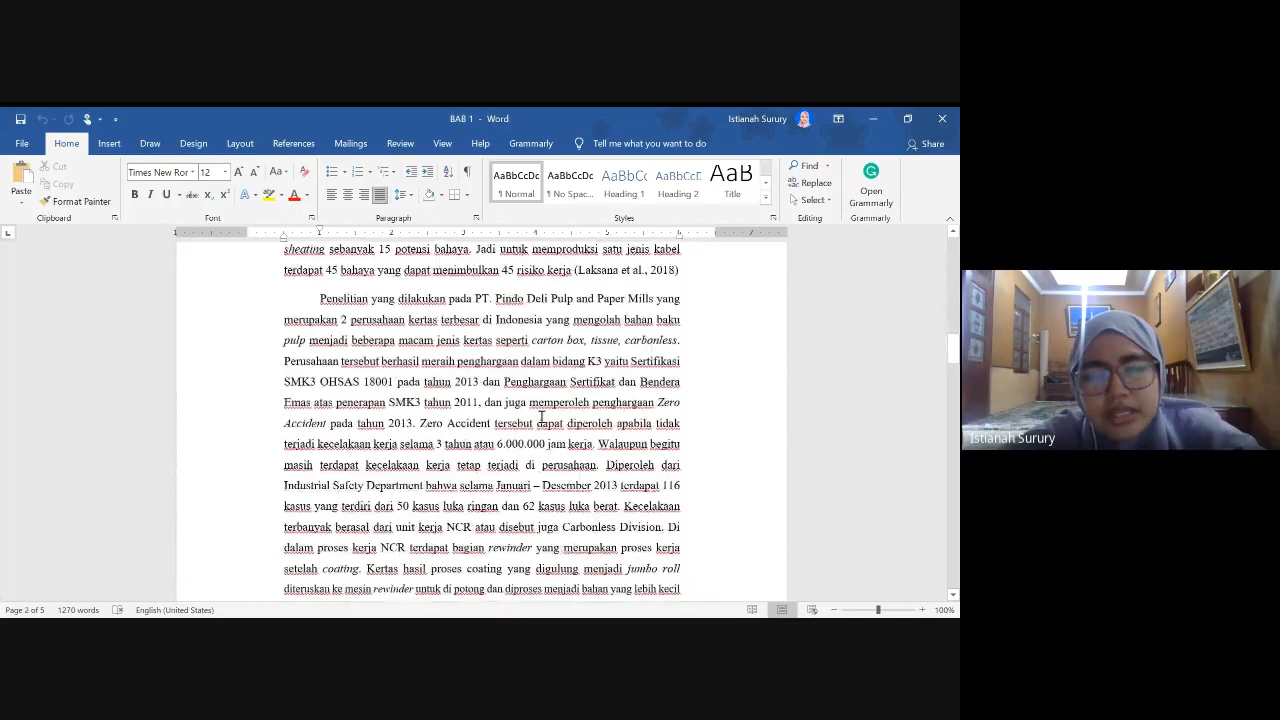 BAB 1 - Word
Istianah Surury
File Home Insert Draw Design Layout References Mailings Review View Help Grammarly Tell me what you want to do Share
Paste
Cut
Copy
Format Painter
Clipboard
Times New Ror 12
Font
Paragraph
AaBbCcDc AaBbCcDc AaBbCc AaBbCcDc AaB
¶ Normal ¶ No Spac... Heading 1 Heading 2 Title
Styles
Find
Replace
Select
Editing
Open
Grammarly
Grammarly
1 1 2 3 4 5 6 7
sheating sebanyak 15 potensi bahaya. Jadi untuk memproduksi satu jenis kabel
terdapat 45 bahaya yang dapat menimbulkan 45 risiko kerja (Laksana et al., 2018)
Penelitian yang dilakukan pada PT. Pindo Deli Pulp and Paper Mills yang
merupakan 2 perusahaan kertas terbesar di Indonesia yang mengolah bahan baku
pulp menjadi beberapa macam jenis kertas seperti carton box, tissue, carbonless.
Perusahaan tersebut berhasil meraih penghargaan dalam bidang K3 yaitu Sertifikasi
SMK3 OHSAS 18001 pada tahun 2013 dan Penghargaan Sertifikat dan Bendera
Emas atas penerapan SMK3 tahun 2011, dan juga memperoleh penghargaan Zero
Accident pada tahun 2013. Zero Accident tersebut dapat diperoleh apabila tidak
terjadi kecelakaan kerja selama 3 tahun atau 6.000.000 jam kerja. Walaupun begitu
masih terdapat kecelakaan kerja tetap terjadi di perusahaan. Diperoleh dari
Industrial Safety Department bahwa selama Januari – Desember 2013 terdapat 116
kasus yang terdiri dari 50 kasus luka ringan dan 62 kasus luka berat. Kecelakaan
terbanyak berasal dari unit kerja NCR atau disebut juga Carbonless Division. Di
dalam proses kerja NCR terdapat bagian rewinder yang merupakan proses kerja
setelah coating. Kertas hasil proses coating yang digulung menjadi jumbo roll
diteruskan ke mesin rewinder untuk di potong dan diproses menjadi bahan yang lebih kecil
Page 3 of 5 1270 words English (United States) 100%
Istianah Surury